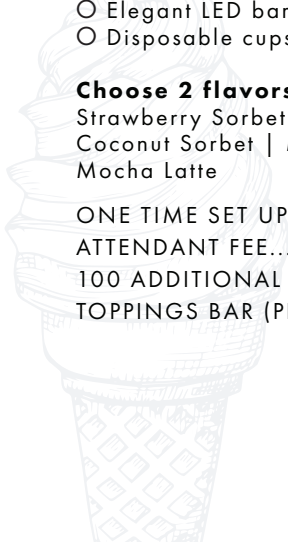 O Elegant LED bar
O Disposable cups
Choose 2 flavors
Strawberry Sorbet
Coconut Sorbet |
Mocha Latte
ONE TIME SET UP
ATTENDANT FEE...
100 ADDITIONAL
TOPPINGS BAR